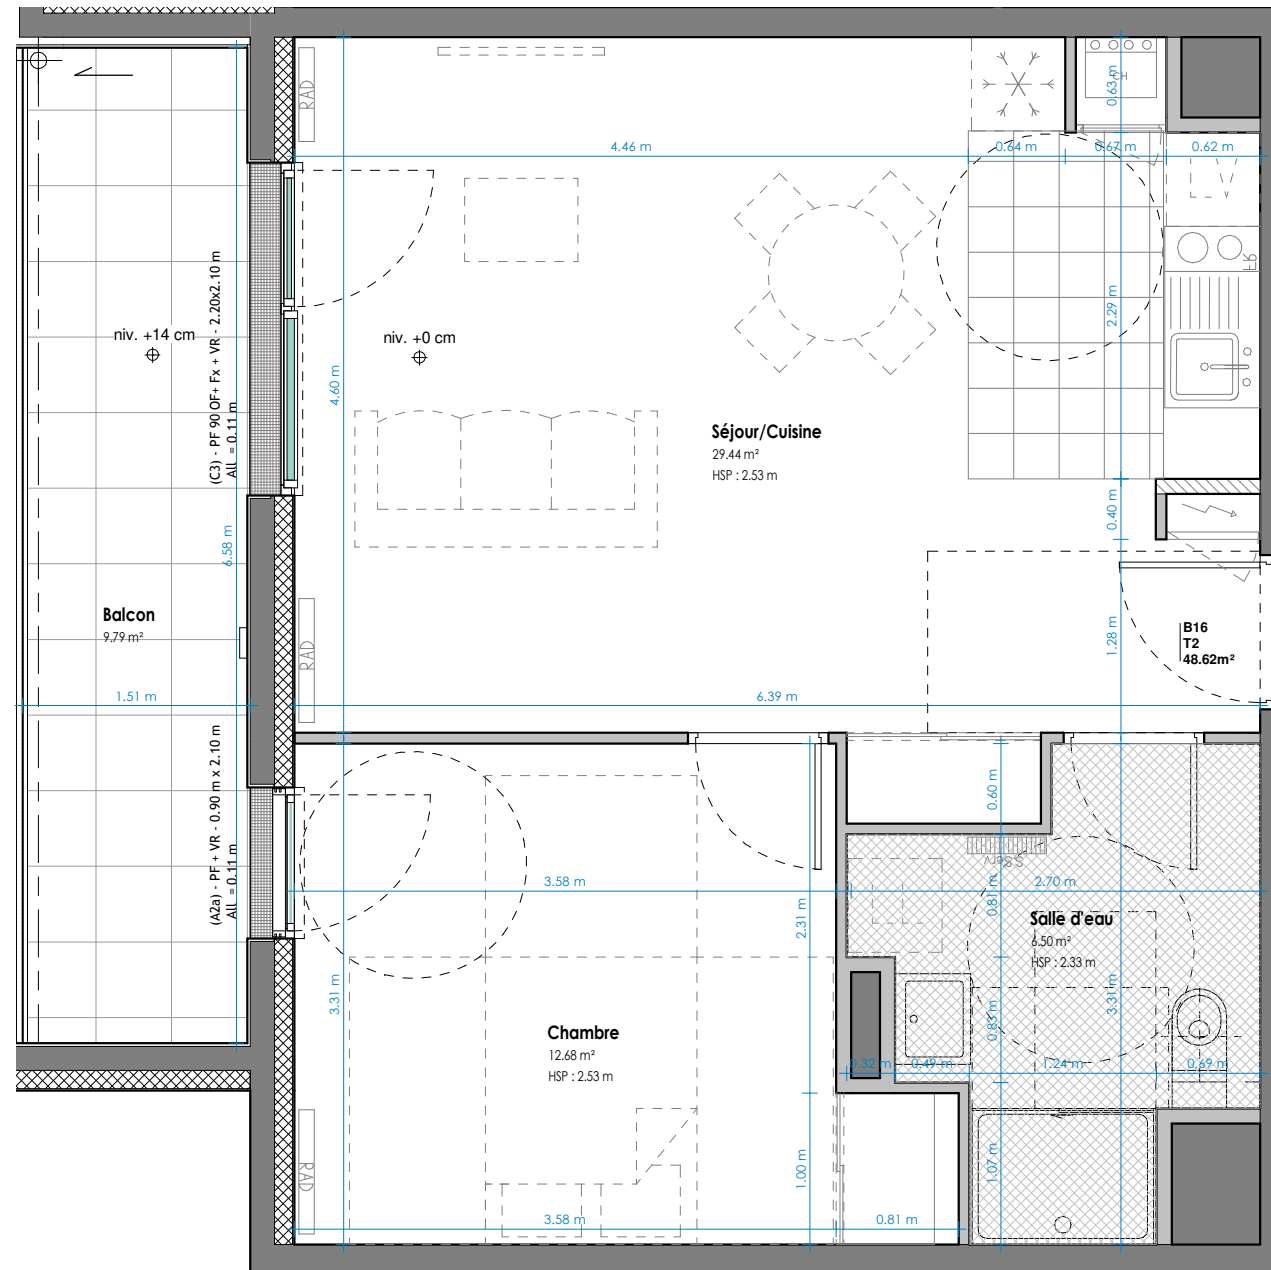 RAD
CH
0.63 m
4.46 m
0.64 m
0.67 m
0.62 m
(C3) - PF 90 OF+ Fx + VR - 2.20x2.10 m
All = 0.11 m
niv. +14 cm
niv. +0 cm
2.29 m
4.60 m
Séjour/Cuisine
29.44 m²
HSP : 2.53 m
0.40 m
6.58 m
Balcon
9.79 m²
RAD
1.28 m
B16
T2
48.62m²
1.51 m
6.39 m
(A2a) - PF + VR - 0.90 m x 2.10 m
All = 0.11 m
0.60 m
S.Serv
3.58 m
2.70 m
0.81 m
2.31 m
Salle d'eau
6.50 m²
HSP : 2.33 m
3.31 m
3.31 m
0.83 m
Chambre
12.68 m²
HSP : 2.53 m
0.32 m
0.49 m
1.24 m
0.69 m
RAD
1.00 m
1.07 m
3.58 m
0.81 m